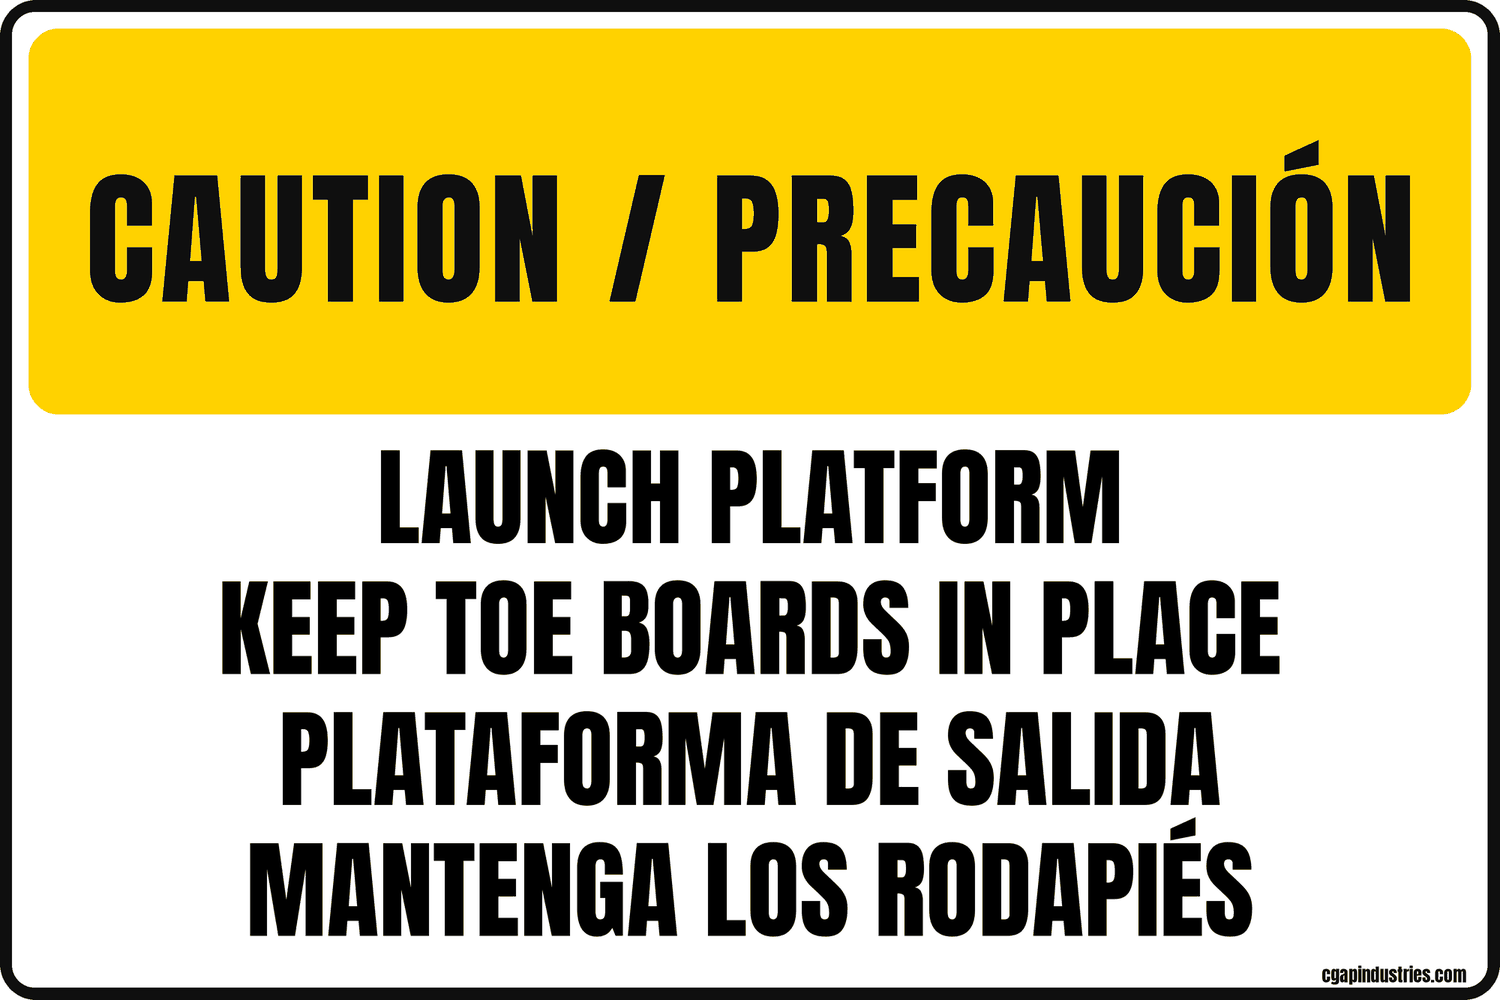 CAUTION / PRECAUCIÓN
LAUNCH PLATFORM
KEEP TOE BOARDS IN PLACE
PLATAFORMA DE SALIDA
MANTENGA LOS RODAPIÉS
cgapindustries.com